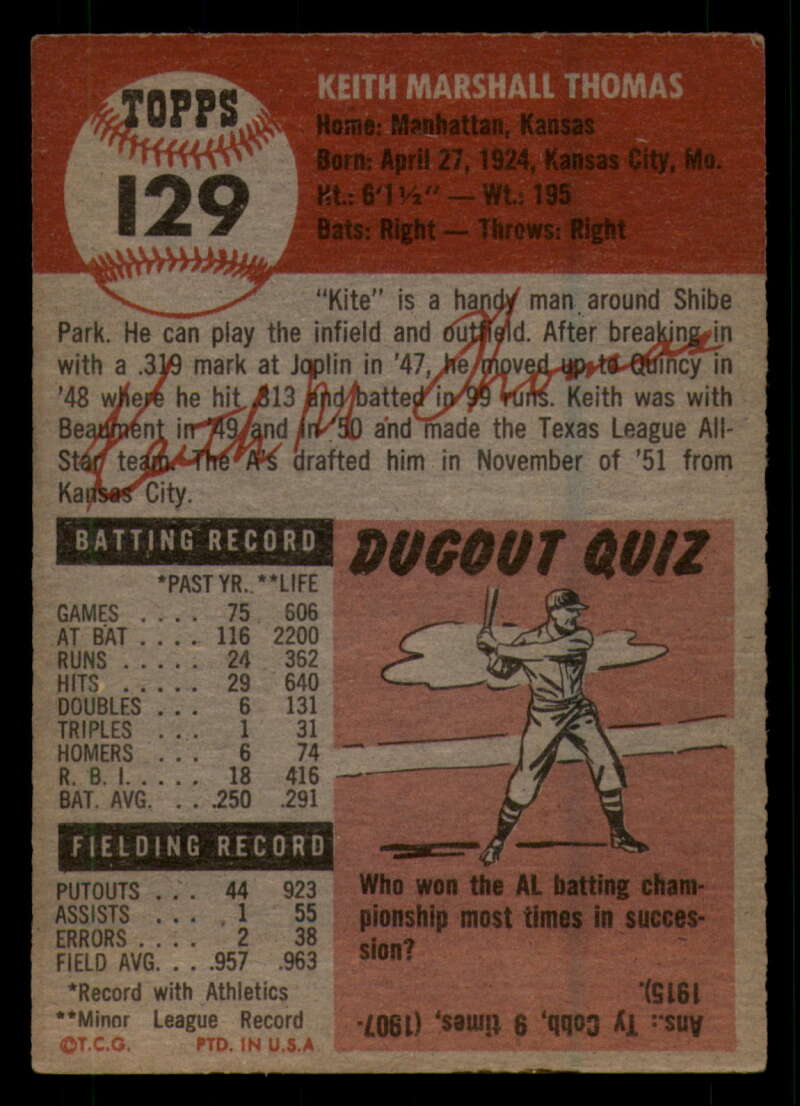 TOPPS
129
KEITH MARSHALL THOMAS
Home: Manhattan, Kansas
Born: April 27, 1924, Kansas City, Mo.
Ht.: 6'1½" — Wt.: 195
Bats: Right — Throws: Right
"Kite" is a handy man around Shibe
Park. He can play the infield and outfield. After breaking in
with a .319 mark at Joplin in '47, he moved up to Quincy in
'48 where he hit .313 and batted in 99 runs. Keith was with
Beaumont in '49 and in '50 and made the Texas League All-
Star team. The A's drafted him in November of '51 from
Kansas City.
BATTING RECORD
*PAST YR. **LIFE
GAMES .... 75 606
AT BAT .... 116 2200
RUNS ..... 24 362
HITS ..... 29 640
DOUBLES ... 6 131
TRIPLES ... 1 31
HOMERS ... 6 74
R. B. I. .... 18 416
BAT. AVG. ... .250 .291
FIELDING RECORD
PUTOUTS ... 44 923
ASSISTS ... 1 55
ERRORS .... 2 38
FIELD AVG. ... .957 .963
*Record with Athletics
**Minor League Record
©T.C.G. PTD. IN U.S.A
DUGOUT QUIZ
Who won the AL batting cham-
pionship most times in succes-
sion?
Ans.: Ty Cobb, 9 times, (1907-
1915).